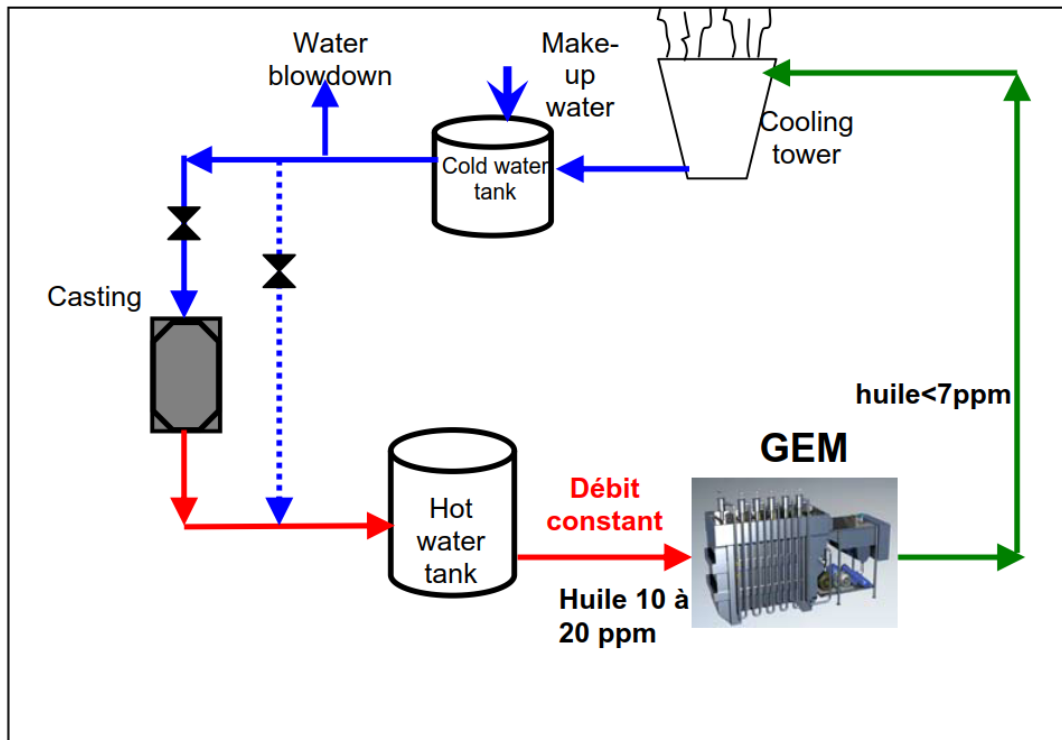 Water
blowdown
Make-
up
water
Cooling
tower
Cold water
tank
Casting
huile<7ppm
GEM
Débit
constant
Hot
water
tank
Huile 10 à
20 ppm